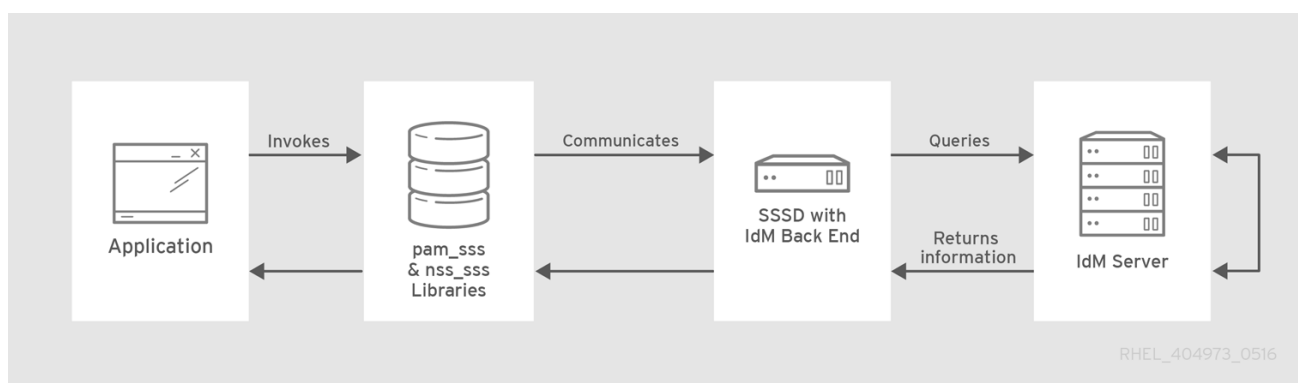 Invokes
Communicates
Queries
Application
pam_sss
& nss_sss
Libraries
SSSD with
IdM Back End
Returns
information
IdM Server
RHEL_404973_0516